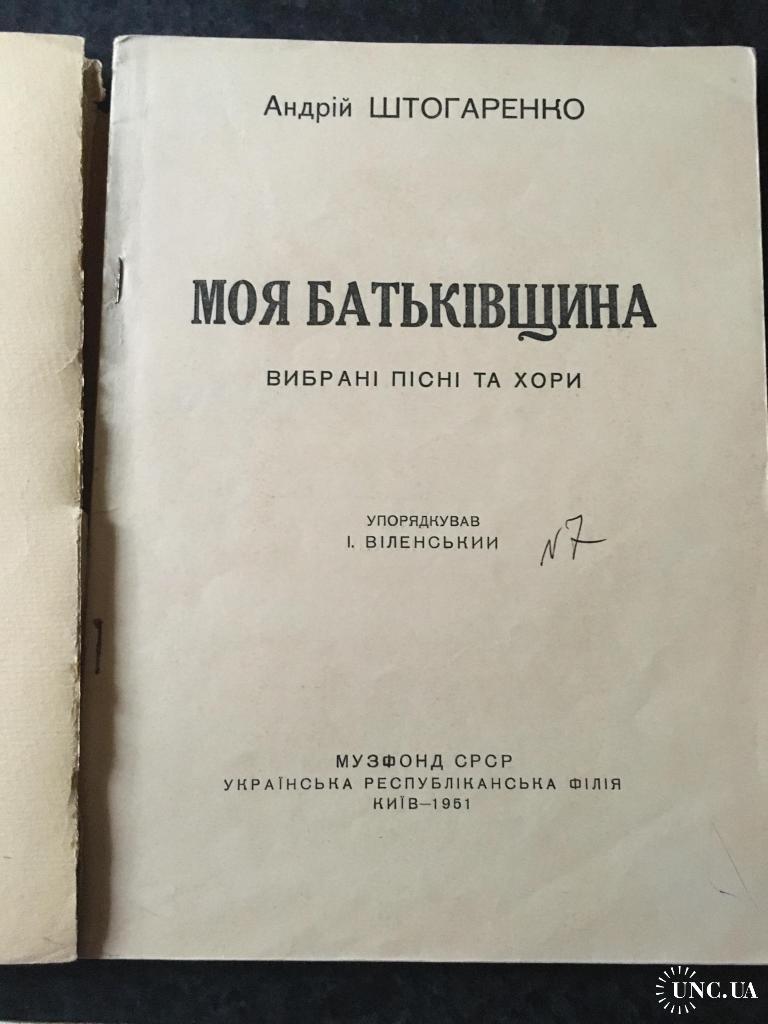 Андрій ШТОГАРЕНКО
МОЯ БАТЬКІВЩИНА
ВИБРАНІ ПІСНІ ТА ХОРИ
УПОРЯДКУВАВ
І. ВІЛЕНСЬКИИ
N7
МУЗФОНД СРСР
УКРАЇНСЬКА РЕСПУБЛІКАНСЬКА ФІЛІЯ
КИЇВ—1951
UNC.UA